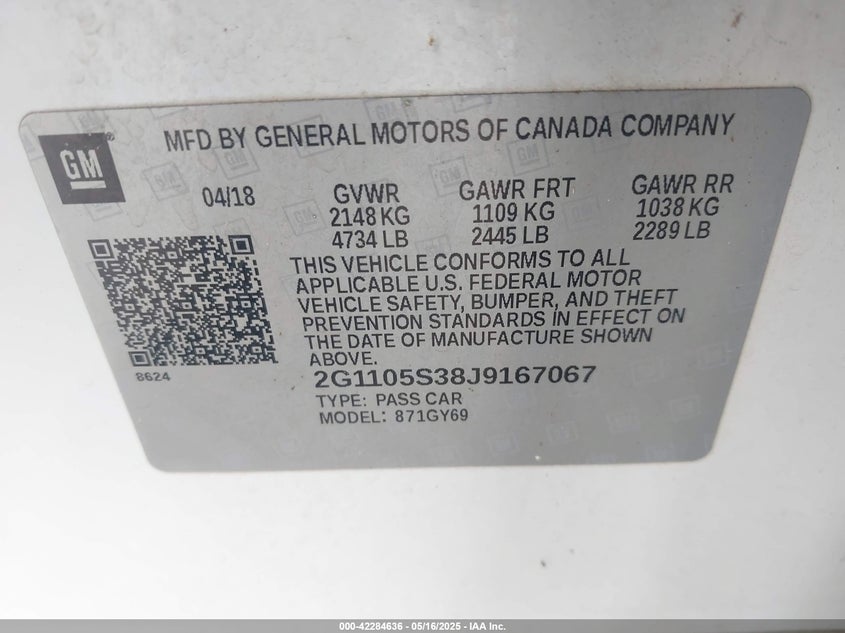 MFD BY GENERAL MOTORS OF CANADA COMPANY
GM
04/18
GVWR
2148 KG
4734 LB
GAWR FRT
1109 KG
2445 LB
GAWR RR
1038 KG
2289 LB
THIS VEHICLE CONFORMS TO ALL
APPLICABLE U.S. FEDERAL MOTOR
VEHICLE SAFETY, BUMPER, AND THEFT
PREVENTION STANDARDS IN EFFECT ON
THE DATE OF MANUFACTURE SHOWN
ABOVE.
8624
2G1105S38J9167067
TYPE: PASS CAR
MODEL: 871GY69
000-42284636 - 05/16/2025 - IAA Inc.